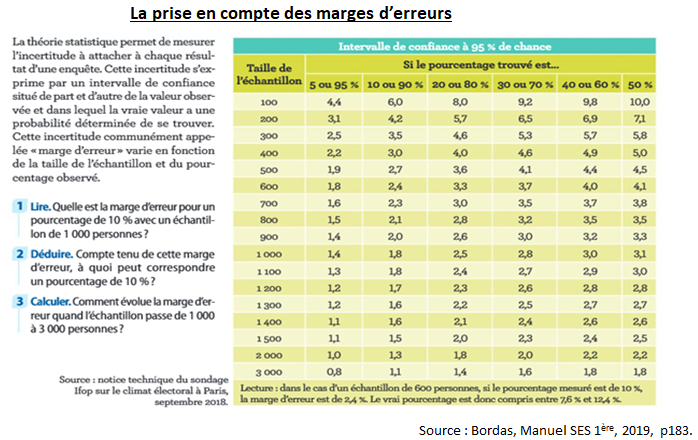 La prise en compte des marges d’erreurs
La théorie statistique permet de mesurer
l’incertitude à attacher à chaque résul-
tat d’une enquête. Cette incertitude s’ex-
prime par un intervalle de confiance
situé de part et d’autre de la valeur obser-
vée et dans lequel la vraie valeur a une
probabilité déterminée de se trouver.
Cette incertitude communément appe-
lée « marge d’erreur » varie en fonction
de la taille de l’échantillon et du pour-
centage observé.
1 Lire. Quelle est la marge d’erreur pour un
pourcentage de 10 % avec un échantil-
lon de 1 000 personnes ?
2 Déduire. Compte tenu de cette marge
d’erreur, à quoi peut correspondre
un pourcentage de 10 % ?
3 Calculer. Comment évolue la marge d’er-
reur quand l’échantillon passe de 1 000
à 3 000 personnes ?
Source : notice technique du sondage
Ifop sur le climat électoral à Paris,
septembre 2018.
Intervalle de confiance à 95 % de chance
Taille de
l’échantillon
Si le pourcentage trouvé est...
5 ou 95 % 10 ou 90 % 20 ou 80 % 30 ou 70 % 40 ou 60 % 50 %
100 4,4 6,0 8,0 9,2 9,8 10,0
200 3,1 4,2 5,7 6,5 6,9 7,1
300 2,5 3,5 4,6 5,3 5,7 5,8
400 2,2 3,0 4,0 4,6 4,9 5,0
500 1,9 2,7 3,6 4,1 4,4 4,5
600 1,8 2,4 3,3 3,7 4,0 4,1
700 1,6 2,3 3,0 3,5 3,7 3,8
800 1,5 2,1 2,8 3,2 3,5 3,5
900 1,4 2,0 2,6 3,0 3,2 3,3
1 000 1,4 1,8 2,5 2,8 3,0 3,1
1 100 1,3 1,8 2,4 2,7 2,9 3,0
1 200 1,2 1,7 2,3 2,6 2,8 2,8
1 300 1,2 1,6 2,2 2,5 2,7 2,7
1 400 1,1 1,6 2,1 2,4 2,6 2,6
1 500 1,1 1,5 2,0 2,3 2,4 2,5
2 000 1,0 1,3 1,8 2,0 2,2 2,2
3 000 0,8 1,1 1,4 1,6 1,8 1,8
Lecture : dans le cas d’un échantillon de 600 personnes, si le pourcentage mesuré est de 10 %,
la marge d’erreur est de 2,4 %. Le vrai pourcentage est donc compris entre 7,6 % et 12,4 %.
Source : Bordas, Manuel SES 1ère, 2019, p183.